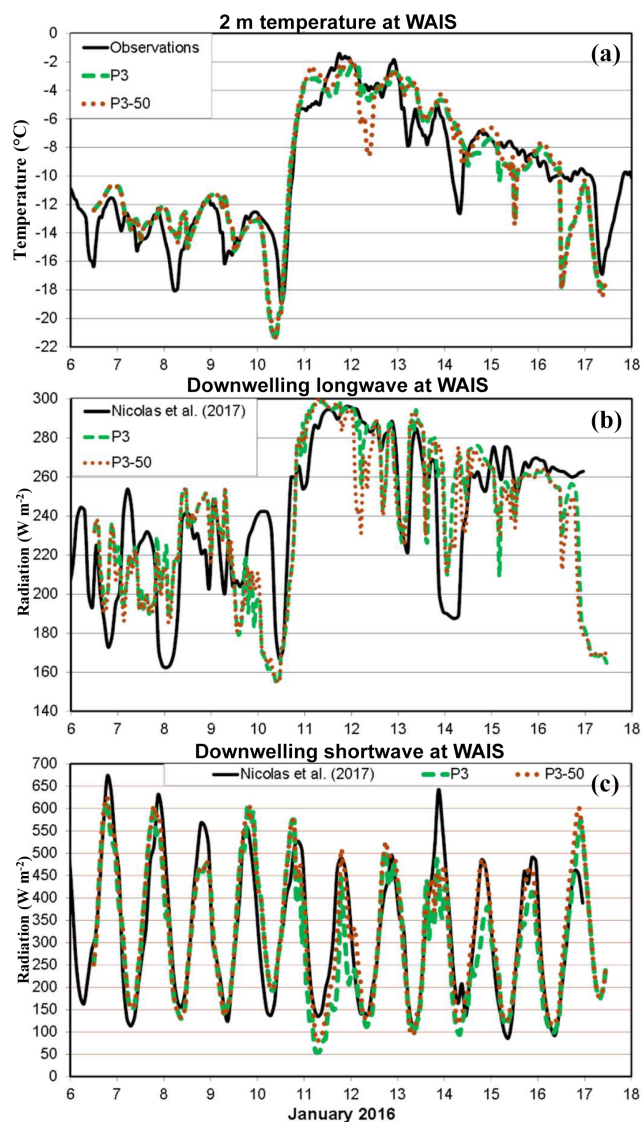 2 m temperature at WAIS
0
-2
-4
-6
-8
-10
-12
-14
-16
-18
-20
-22
Temperature (°C)
Observations
P3
P3-50
(a)
6 7 8 9 10 11 12 13 14 15 16 17 18
Downwelling longwave at WAIS
300
280
260
240
220
200
180
160
140
Radiation (W m-2)
Nicolas et al. (2017)
P3
P3-50
(b)
6 7 8 9 10 11 12 13 14 15 16 17 18
Downwelling shortwave at WAIS
700
650
600
550
500
450
400
350
300
250
200
150
100
50
0
Radiation (W m-2)
Nicolas et al. (2017) P3 P3-50
(c)
6 7 8 9 10 11 12 13 14 15 16 17 18
January 2016